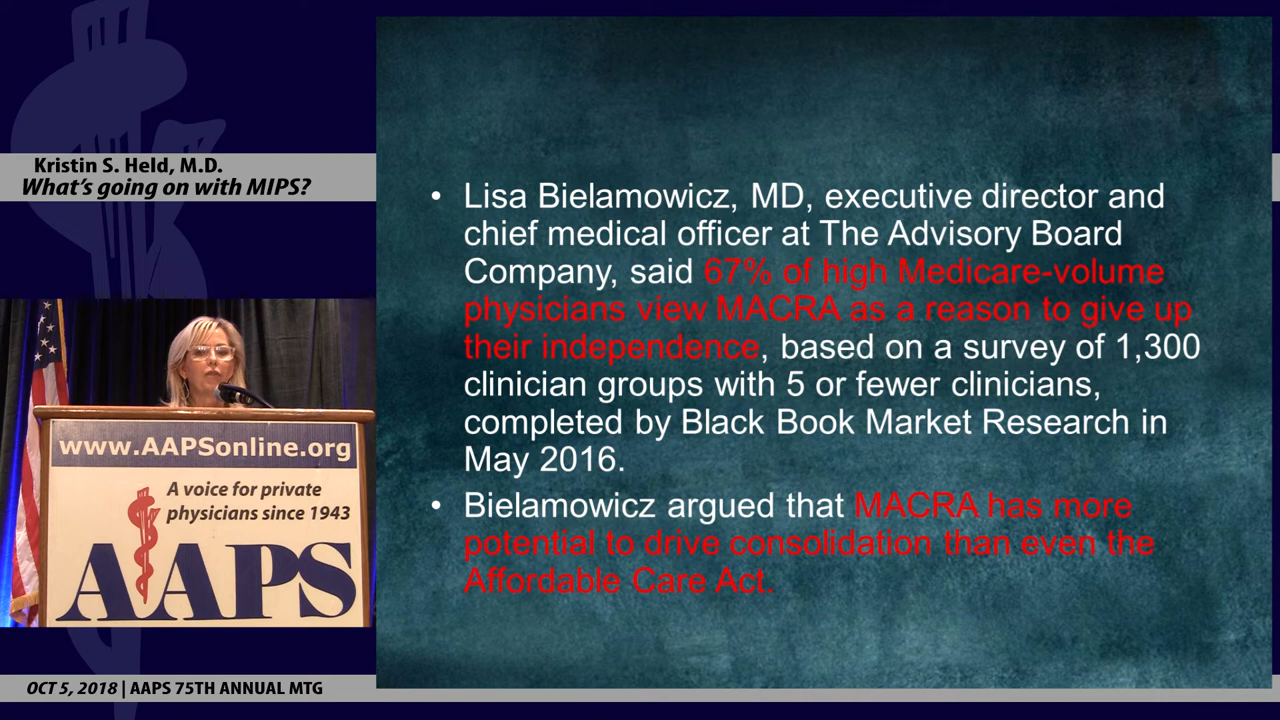 Kristin S. Held, M.D.
What's going on with MIPS?
www.AAPSonline.org
A voice for private
physicians since 1943
AAPS
OCT 5, 2018 | AAPS 75TH ANNUAL MTG
• Lisa Bielamowicz, MD, executive director and
chief medical officer at The Advisory Board
Company, said 67% of high Medicare-volume
physicians view MACRA as a reason to give up
their independence, based on a survey of 1,300
clinician groups with 5 or fewer clinicians,
completed by Black Book Market Research in
May 2016.
• Bielamowicz argued that MACRA has more
potential to drive consolidation than even the
Affordable Care Act.